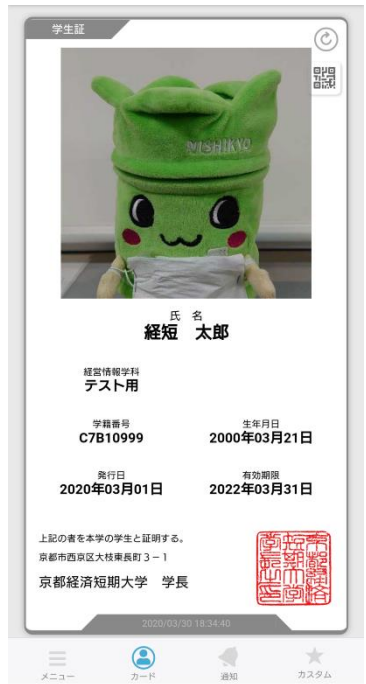 学生証
NISHIKYO
氏 名
経短 太郎
経営情報学科
テスト用
学籍番号
C7B10999
生年月日
2000年03月21日
発行日
2020年03月01日
有効期限
2022年03月31日
上記の者を本学の学生と証明する。
京都市西京区大枝東長町3−1
京都経済短期大学 学長
2020/03/30 18:34:40
メニュー
カード
通知
カスタム